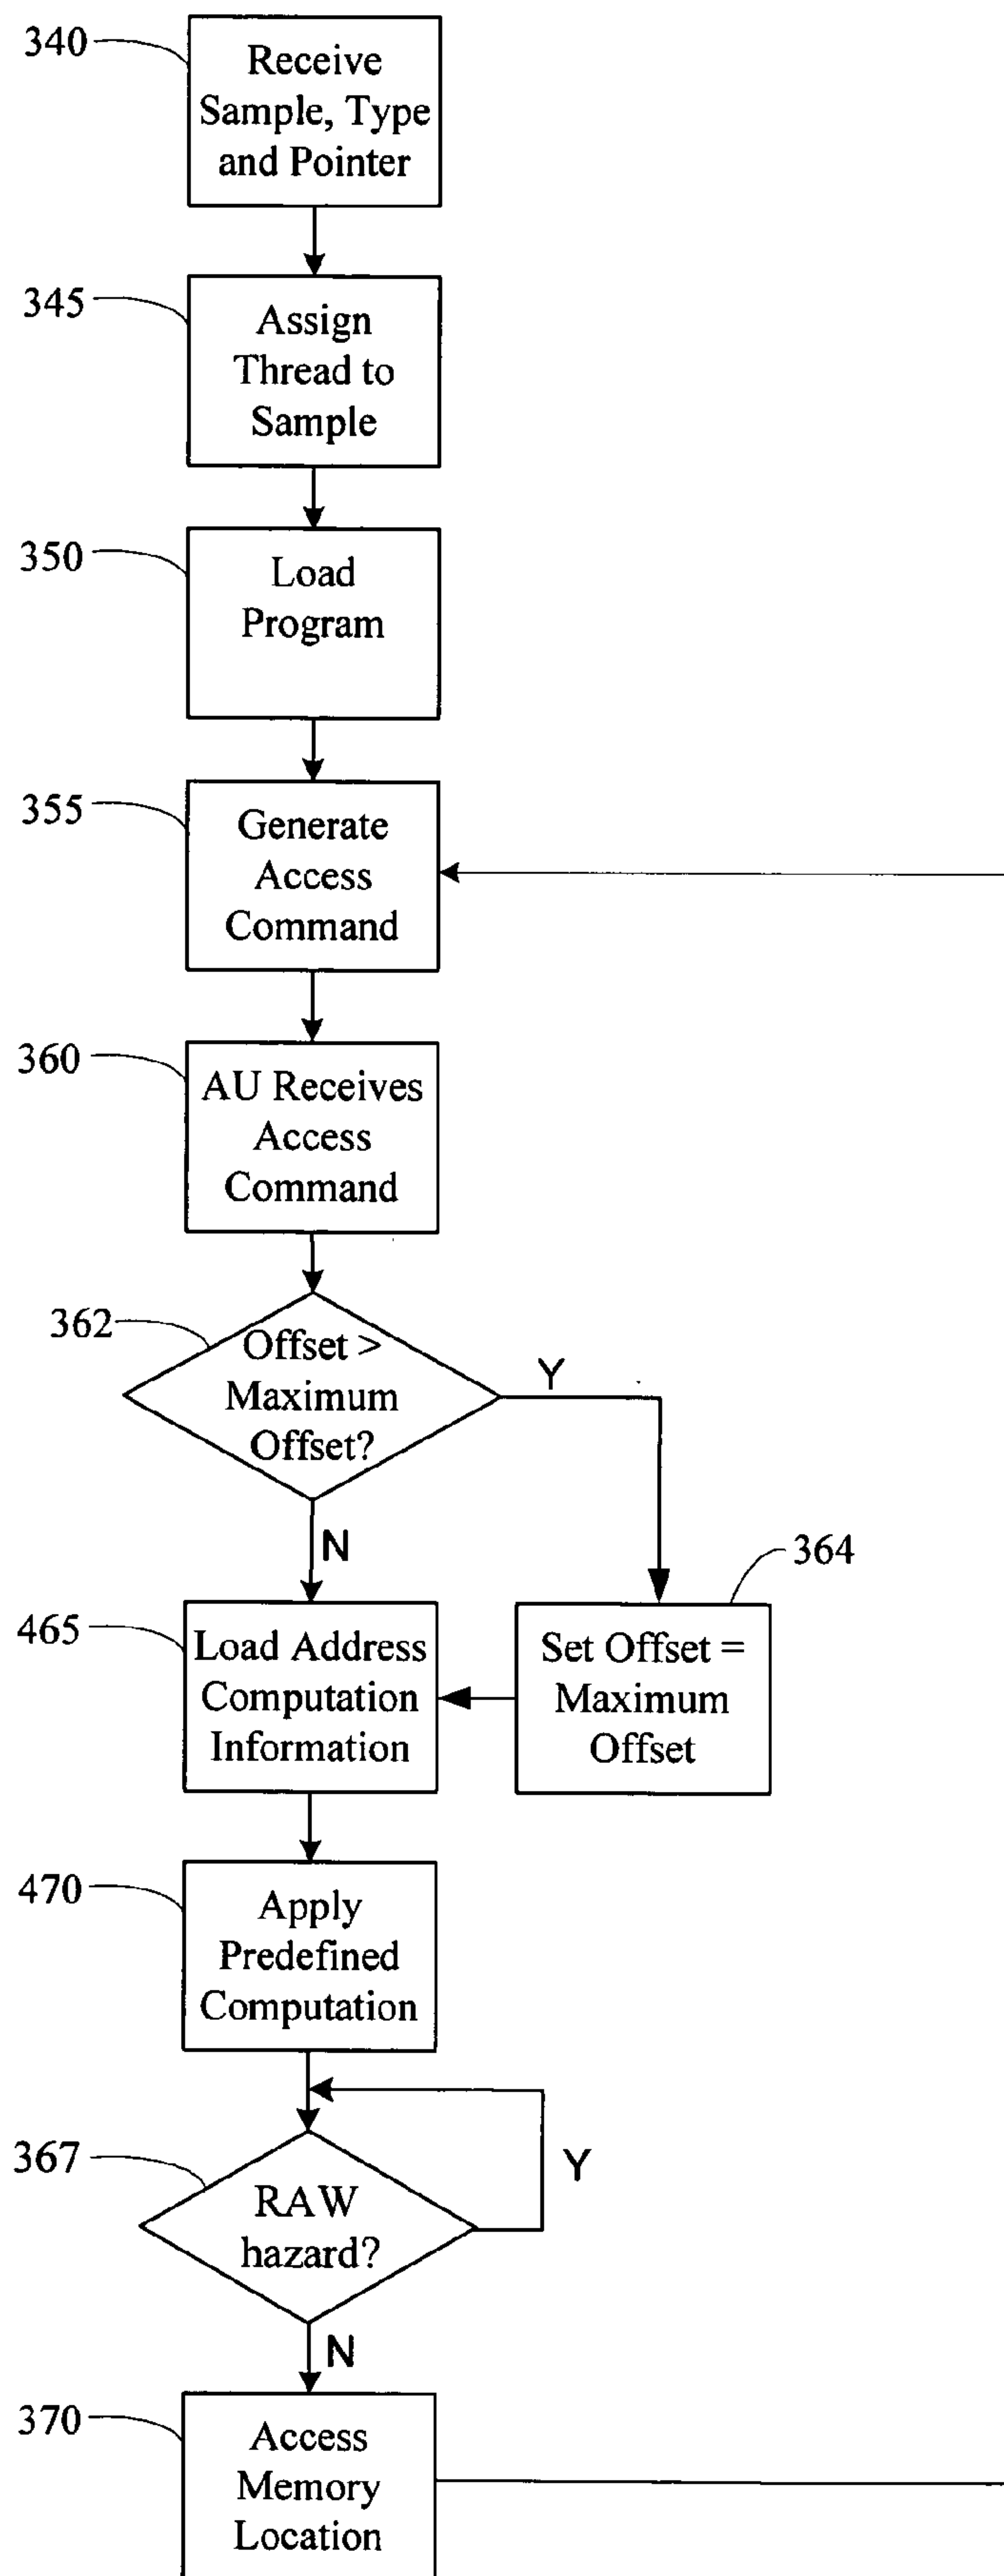 340
Receive
Sample, Type
and Pointer
345
Assign
Thread to
Sample
350
Load
Program
355
Generate
Access
Command
360
AU Receives
Access
Command
362
Offset >
Maximum
Offset?
Y
N
364
465
Load Address
Computation
Information
Set Offset =
Maximum
Offset
470
Apply
Predefined
Computation
367
RAW
hazard?
Y
N
370
Access
Memory
Location